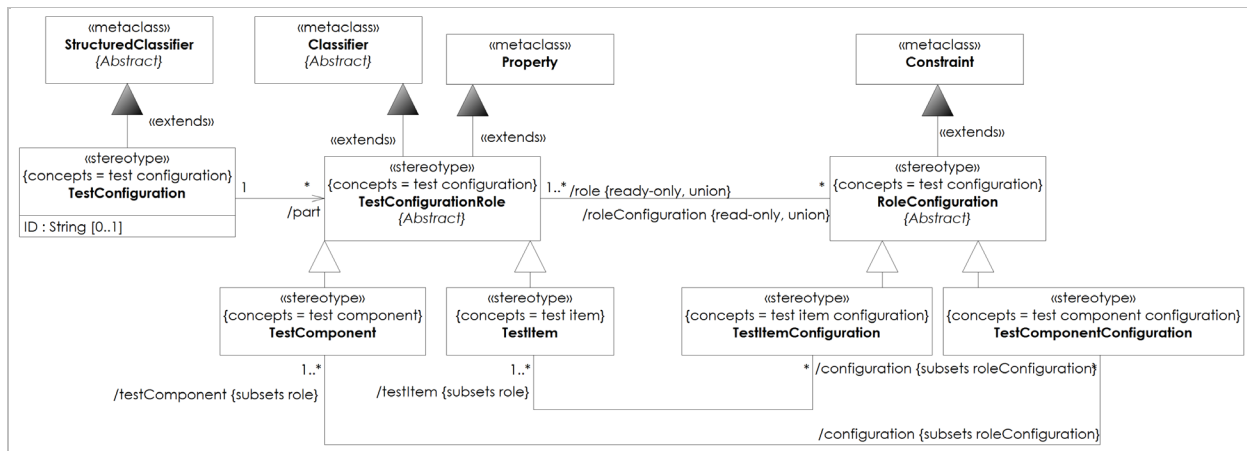 «metaclass»
StructuredClassifier
{Abstract}
«metaclass»
Classifier
{Abstract}
«metaclass»
Property
«metaclass»
Constraint
«extends»
«extends»
«extends»
«extends»
«stereotype»
{concepts = test configuration}
TestConfiguration
ID : String [0..1]
1
*
/part
«stereotype»
{concepts = test configuration}
TestConfigurationRole
{Abstract}
1..*
/role {ready-only, union}
*
/roleConfiguration {read-only, union}
«stereotype»
{concepts = test configuration}
RoleConfiguration
{Abstract}
«stereotype»
{concepts = test component}
TestComponent
«stereotype»
{concepts = test item}
TestItem
«stereotype»
{concepts = test item configuration}
TestItemConfiguration
«stereotype»
{concepts = test component configuration}
TestComponentConfiguration
1..*
/testComponent {subsets role}
1..*
/testItem {subsets role}
*
/configuration {subsets roleConfiguration}
*
/configuration {subsets roleConfiguration}